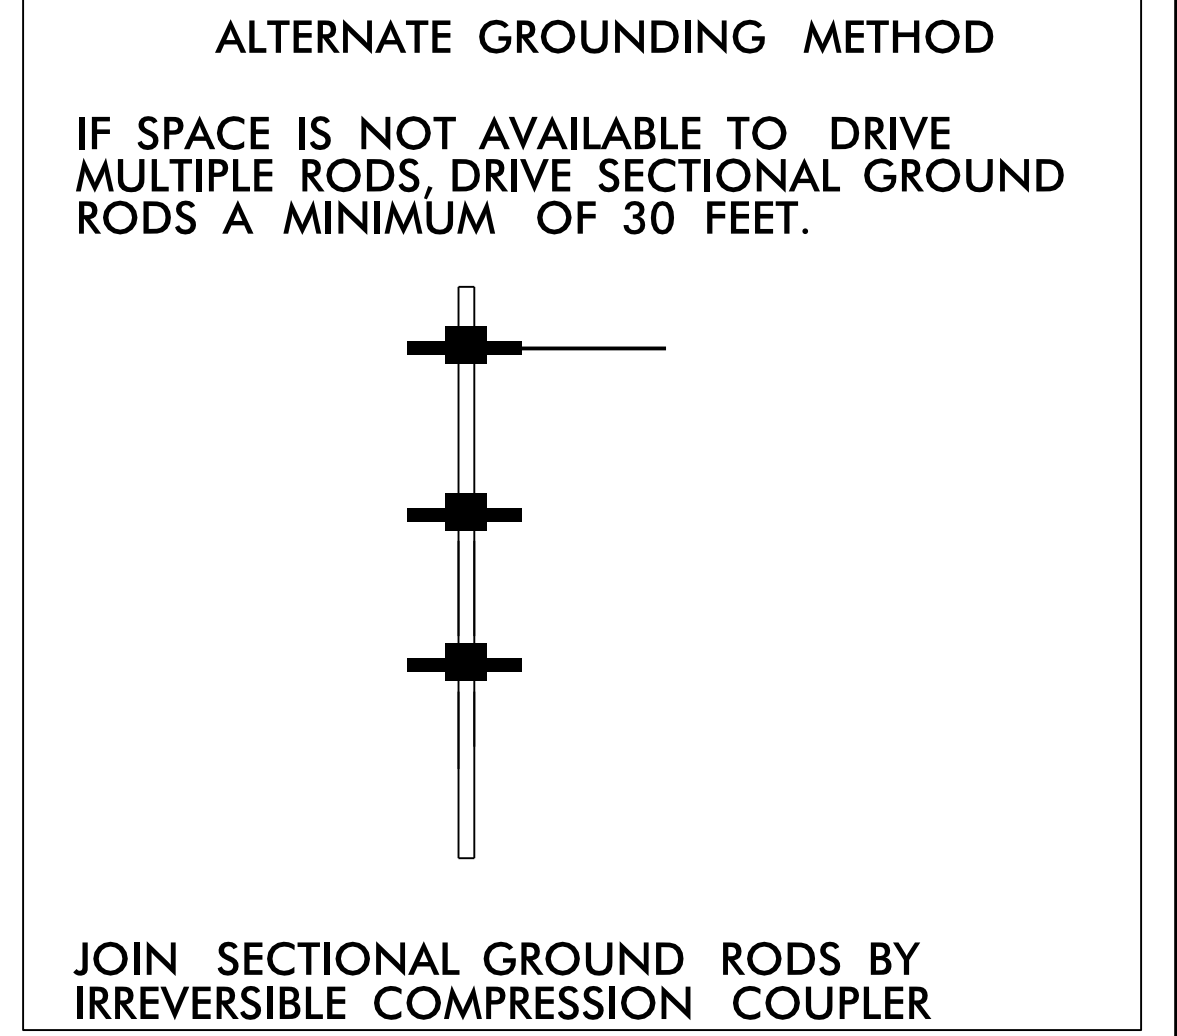 ALTERNATE GROUNDING METHOD
IF SPACE IS NOT AVAILABLE TO DRIVE
MULTIPLE RODS, DRIVE SECTIONAL GROUND
RODS A MINIMUM OF 30 FEET.
JOIN SECTIONAL GROUND RODS BY
IRREVERSIBLE COMPRESSION COUPLER